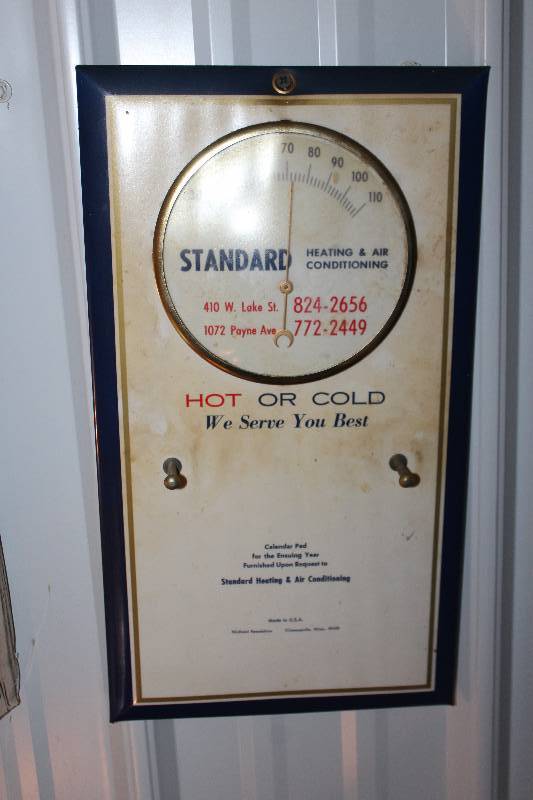 70 80 90 100 110
STANDARD HEATING & AIR CONDITIONING
410 W. Lake St. 824-2656
1072 Payne Ave 772-2449
HOT OR COLD
We Serve You Best
Calendar Pad
for the Ensuing Year
Furnished Upon Request to
Standard Heating & Air Conditioning
Made in U.S.A.